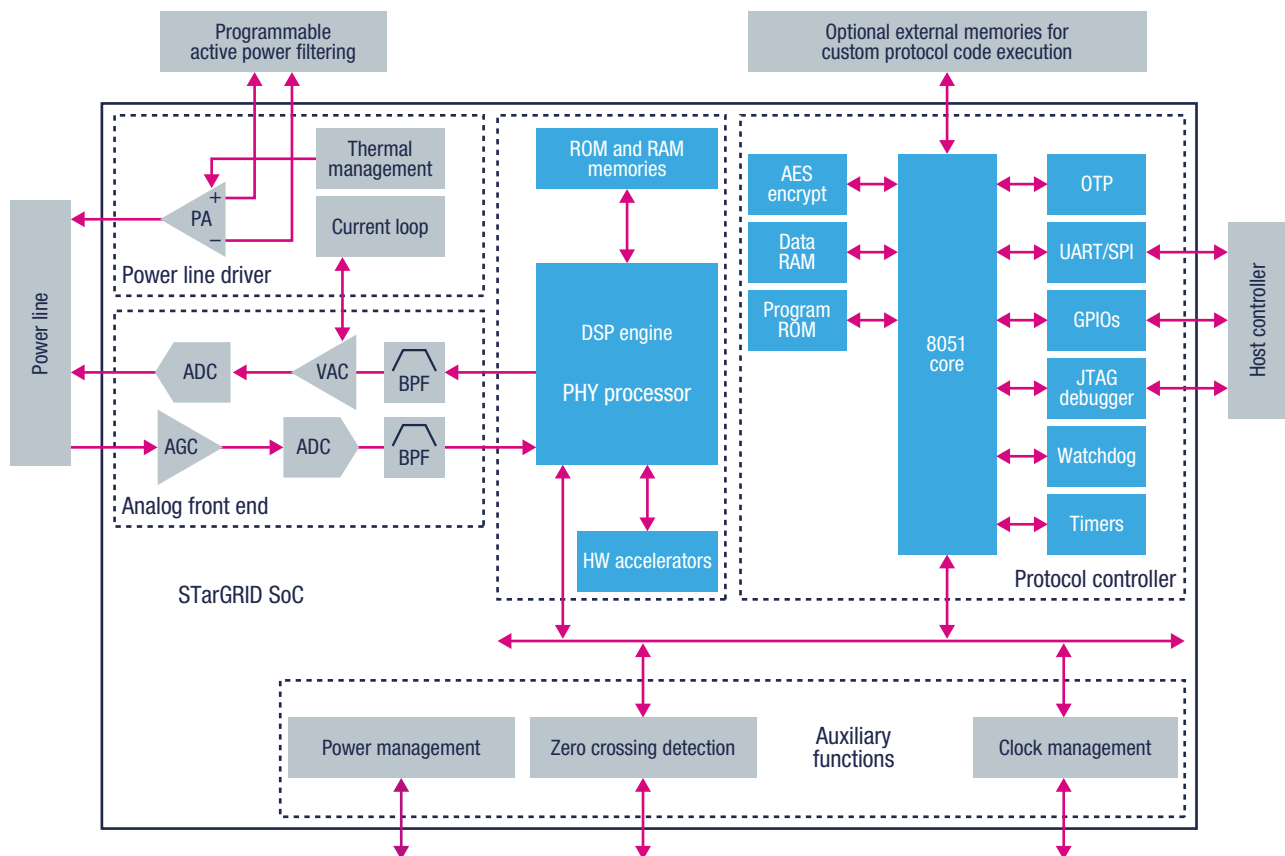 Programmable
active power filtering
Optional external memories for
custom protocol code execution
Thermal
management
PA
+
−
Current loop
Power line driver
Power line
ADC
VAC
BPF
AGC
ADC
BPF
Analog front end
ROM and RAM
memories
DSP engine
PHY processor
HW accelerators
AES
encrypt
Data
RAM
Program
ROM
8051
core
OTP
UART/SPI
GPIOs
JTAG
debugger
Watchdog
Timers
Protocol controller
Host controller
STarGRID SoC
Power management
Zero crossing detection
Auxiliary
functions
Clock management